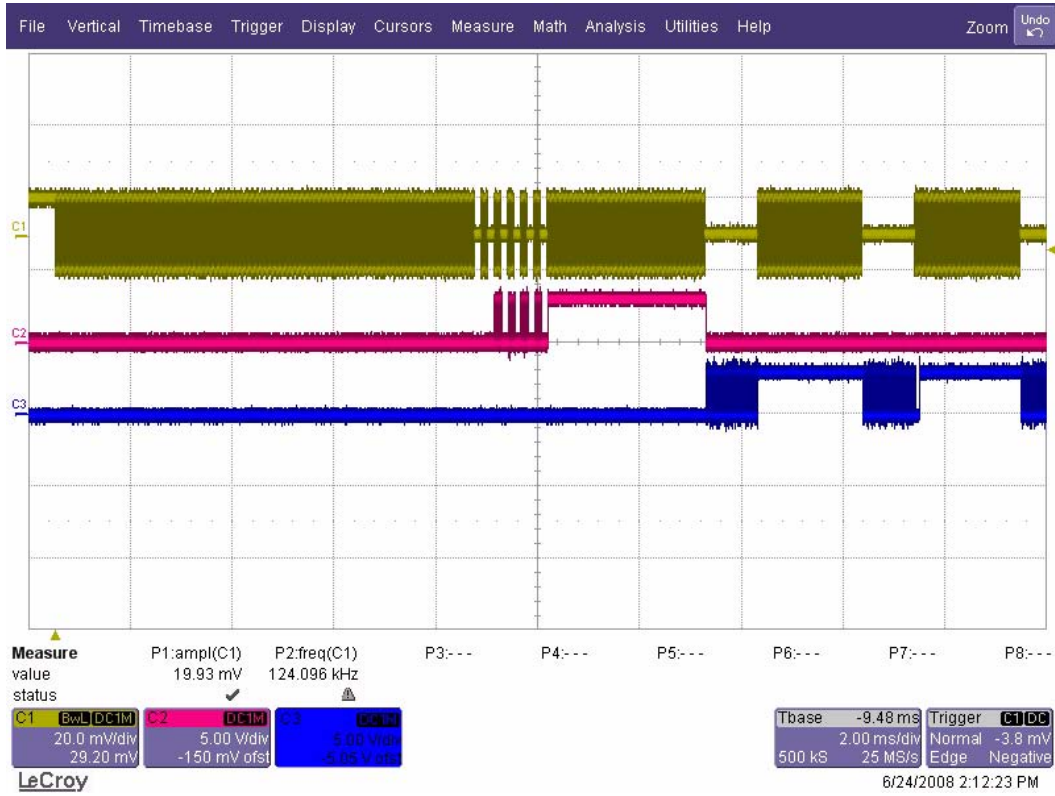 File Vertical Timebase Trigger Display Cursors Measure Math Analysis Utilities Help Zoom Undo
C1
C2
C3
Measure P1:ampl(C1) P2:freq(C1) P3:- - - P4:- - - P5:- - - P6:- - - P7:- - - P8:- - -
value 19.93 mV 124.096 kHz
status
C1 BwL DC1M C2 DC1M C3 DC1M Tbase -9.48 ms Trigger C1 DC
20.0 mV/div 5.00 V/div 5.00 V/div 2.00 ms/div Normal -3.8 mV
29.20 mV -150 mV ofst -5.05 V ofst 500 kS 25 MS/s Edge Negative
LeCroy 6/24/2008 2:12:23 PM